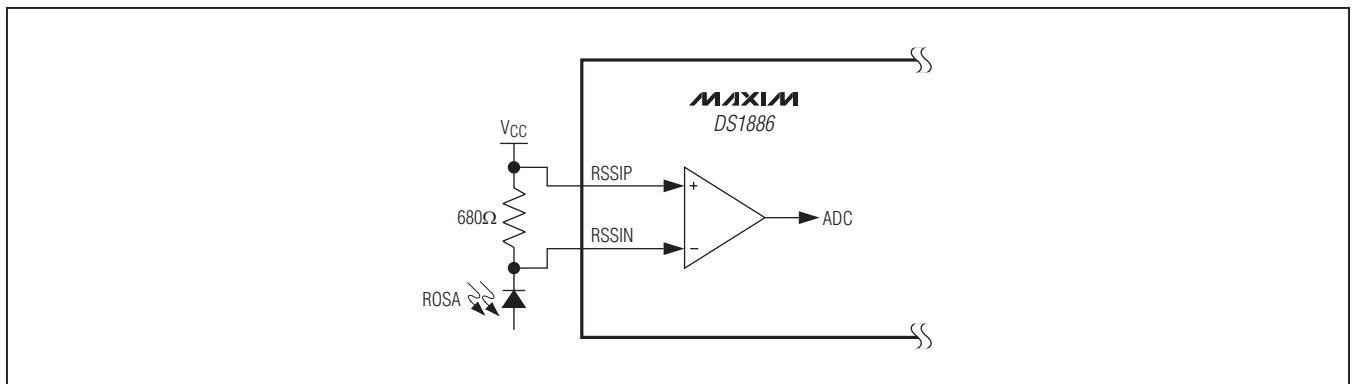 MAXIM
DS1886
VCC
RSSIP
+
680Ω
ADC
RSSIN
−
ROSA